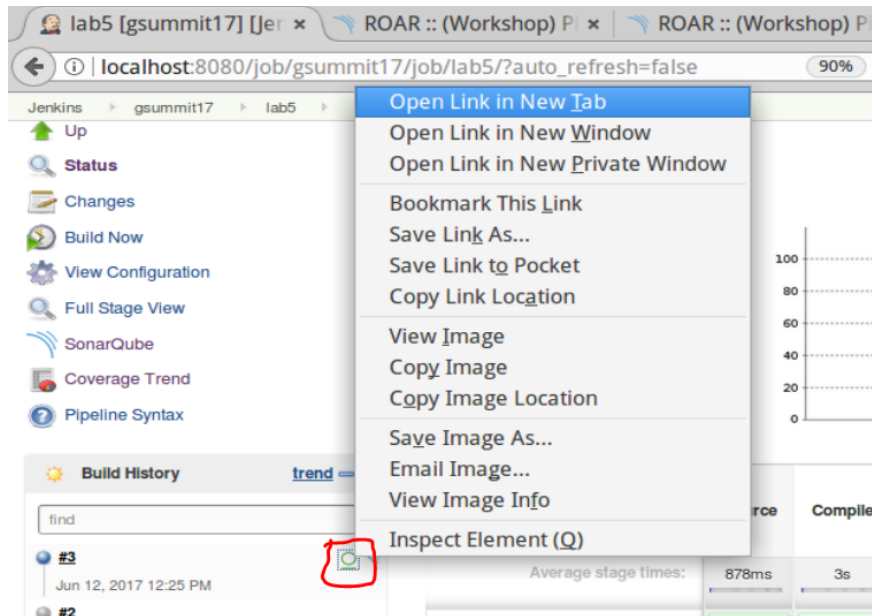 lab5 [gsummit17] [Jer ×
ROAR :: (Workshop) Pi ×
ROAR :: (Workshop) Pi
localhost:8080/job/gsummit17/job/lab5/?auto_refresh=false
90%
Jenkins gsummit17 lab5
Up
Status
Changes
Build Now
View Configuration
Full Stage View
SonarQube
Coverage Trend
Pipeline Syntax
Build History trend
find
#3
Jun 12, 2017 12:25 PM
#2
Open Link in New Tab
Open Link in New Window
Open Link in New Private Window
Bookmark This Link
Save Link As...
Save Link to Pocket
Copy Link Location
View Image
Copy Image
Copy Image Location
Save Image As...
Email Image...
View Image Info
Inspect Element (Q)
100
80
60
40
20
0
rce Compile
Average stage times: 878ms 3s